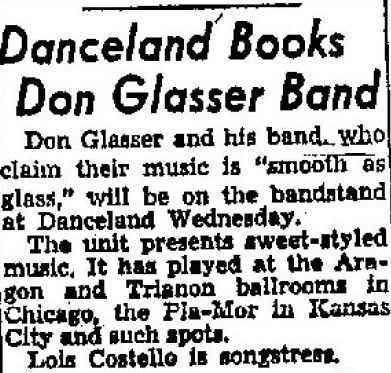 Danceland Books
Don Glasser Band
Don Glasser and his band, who
claim their music is "smooth as
glass," will be on the bandstand
at Danceland Wednesday.
The unit presents sweet-styled
music. It has played at the Ara-
gon and Trianon ballrooms in
Chicago, the Pla-Mor in Kansas
City and such spots.
Lois Costello is songstress.